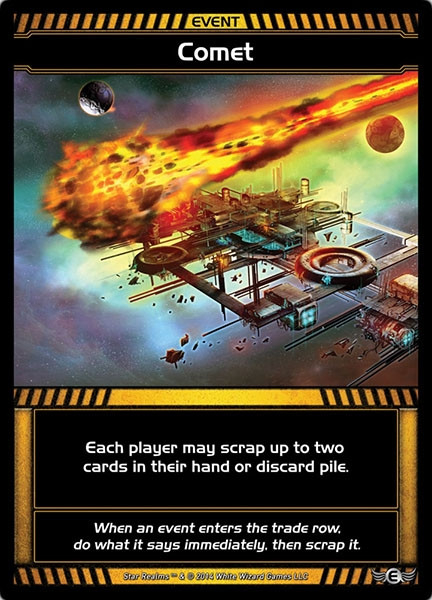 EVENT
Comet
Each player may scrap up to two
cards in their hand or discard pile.
When an event enters the trade row,
do what it says immediately, then scrap it.
Star Realms™ & © 2014 White Wizard Games LLC
E